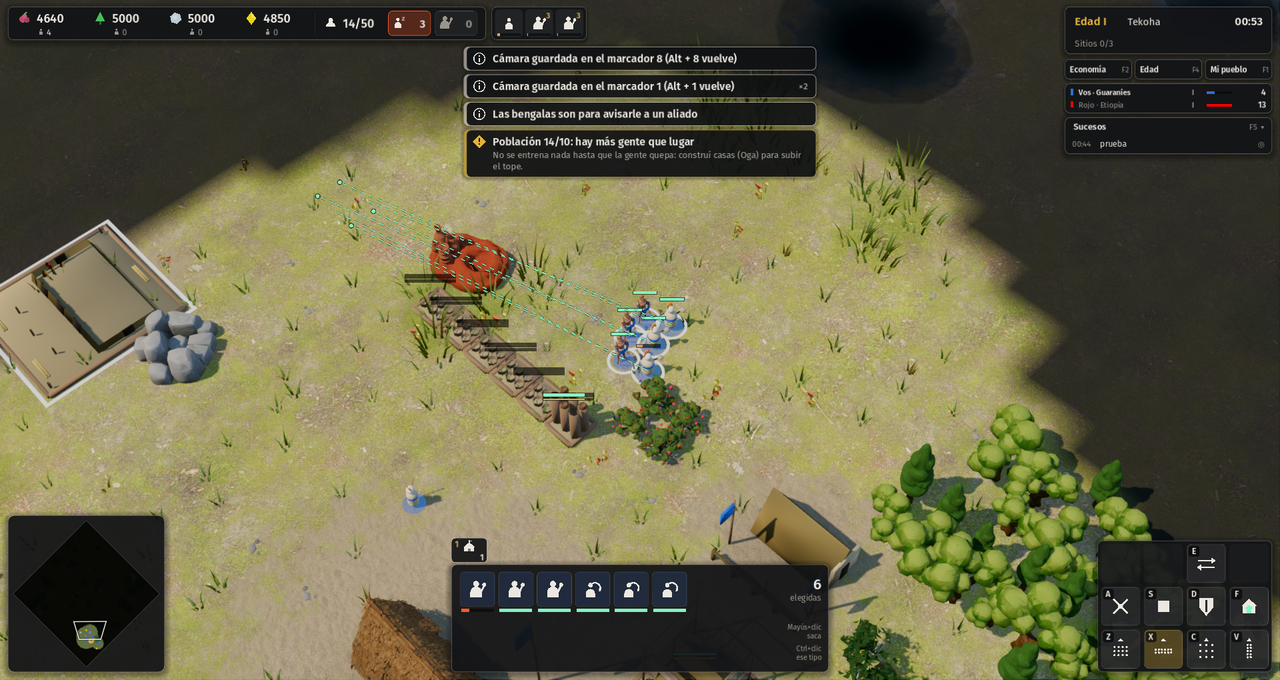 4640
5000
5000
4850
14/50
3
0
4
0
0
0
3
3
Cámara guardada en el marcador 8 (Alt + 8 vuelve)
Cámara guardada en el marcador 1 (Alt + 1 vuelve)
×2
Las bengalas son para avisarle a un aliado
Población 14/10: hay más gente que lugar
No se entrena nada hasta que la gente quepa: construí casas (Oga) para subir
el tope.
Edad I
Tekoha
00:53
Sitios 0/3
Economía F2
Edad F4
Mi pueblo F1
Vos · Guaraníes I 4
Rojo · Etiopía I 13
Sucesos F5
00:44 prueba
1
1
6
elegidas
Mayús+clic
saca
Ctrl+clic
ese tipo
E
A S D F
Z X C V